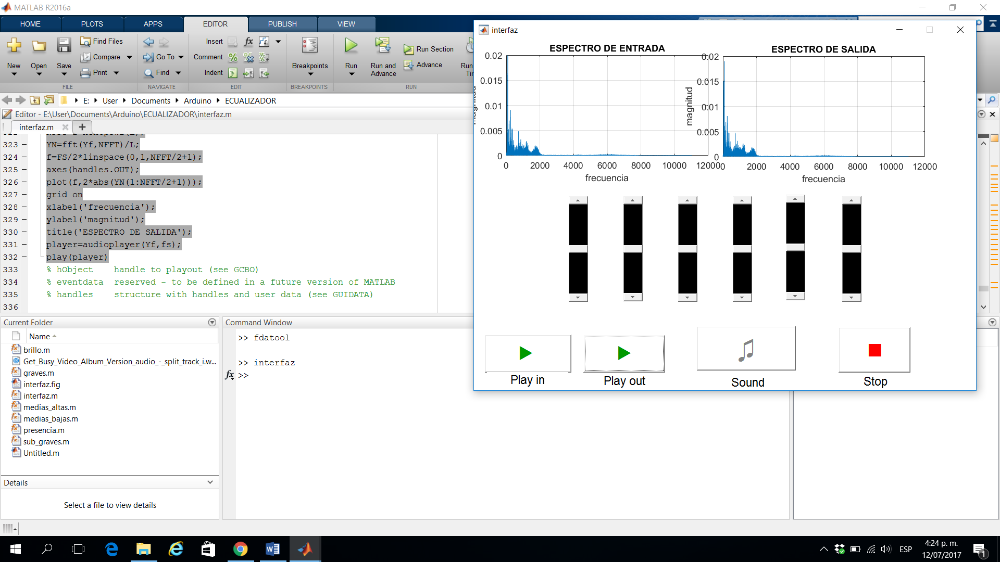 MATLAB R2016a
HOME PLOTS APPS EDITOR PUBLISH VIEW
New
Open
Save
Find Files
Compare
Print
FILE
Go To
Find
NAVIGATE
Insert
Comment
Indent
EDIT
Breakpoints
BREAKPOINTS
Run
Run and
Advance
Run Section
Advance
Run
RUN
E: User Documents Arduino ECUALIZADOR
Editor - E:\User\Documents\Arduino\ECUALIZADOR\interfaz.m
interfaz.m
323 YN=fft(Yf,NFFT)/L;
324 f=FS/2*linspace(0,1,NFFT/2+1);
325 axes(handles.OUT);
326 plot(f,2*abs(YN(1:NFFT/2+1)));
327 grid on
328 xlabel('frecuencia');
329 ylabel('magnitud');
330 title('ESPECTRO DE SALIDA');
331 player=audioplayer(Yf,fs);
332 play(player)
333 % hObject    handle to playout (see GCBO)
334 % eventdata  reserved - to be defined in a future version of MATLAB
335 % handles    structure with handles and user data (see GUIDATA)
336
Current Folder
Name
brillo.m
Get_Busy_Video_Album_Version_audio_-_split_track_i.w...
graves.m
interfaz.fig
interfaz.m
medias_altas.m
medias_bajas.m
presencia.m
sub_graves.m
Untitled.m
Details
Select a file to view details
Command Window
>> fdatool
>> interfaz
fx >>
interfaz
ESPECTRO DE ENTRADA
0.02
0.015
0.01
0.005
0
0 2000 4000 6000 8000 10000 12000
frecuencia
ESPECTRO DE SALIDA
magnitud
0.02
0.015
0.01
0.005
0
0 2000 4000 6000 8000 10000 12000
frecuencia
Play in
Play out
Sound
Stop
ESP
4:24 p. m.
12/07/2017
1